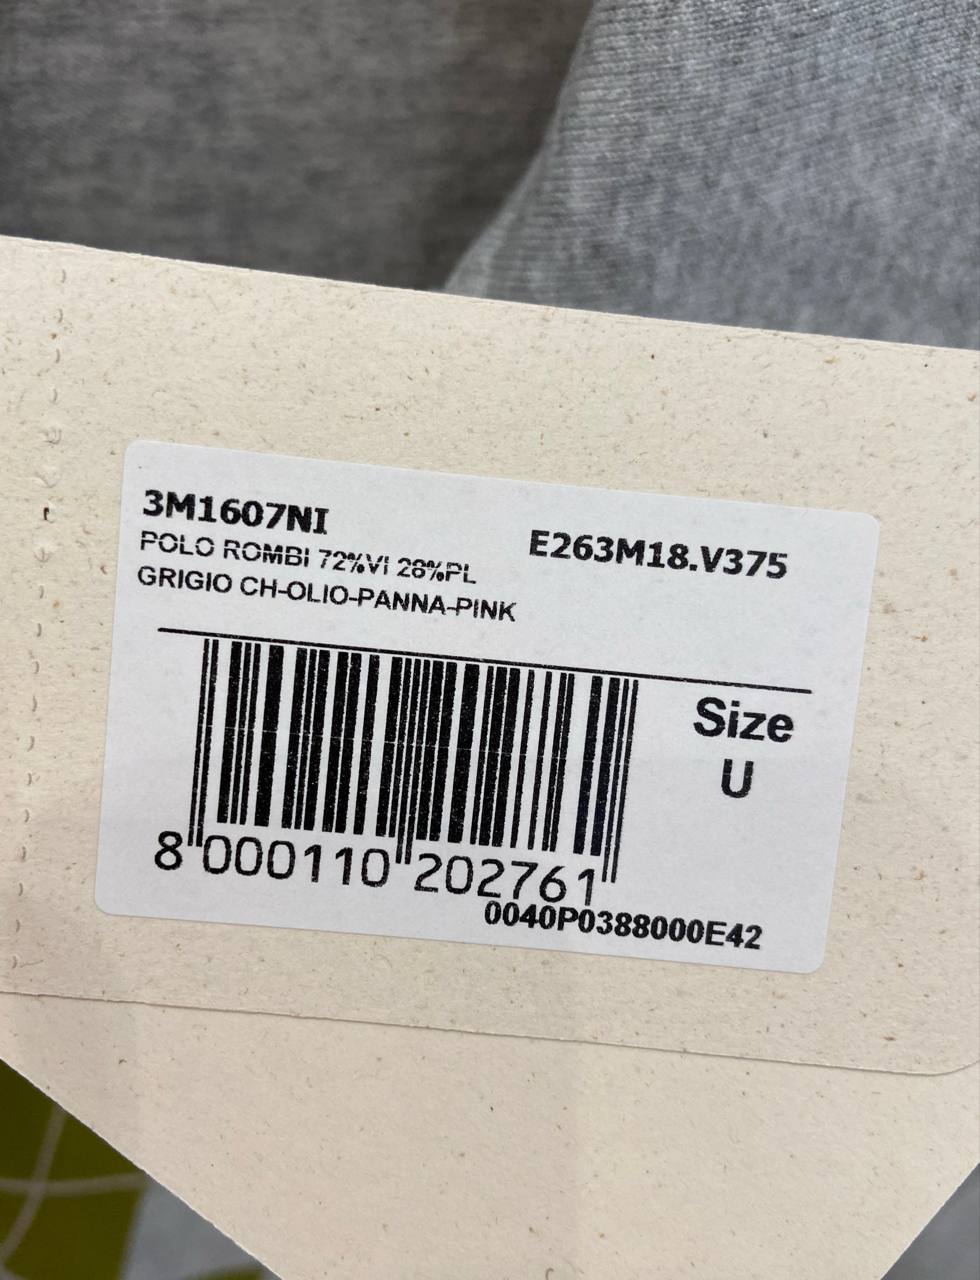 3M1607NI
E263M18.V375
POLO ROMBI 72%VI 28%PL
GRIGIO CH-OLIO-PANNA-PINK
Size
U
8 000110 202761
0040P0388000E42